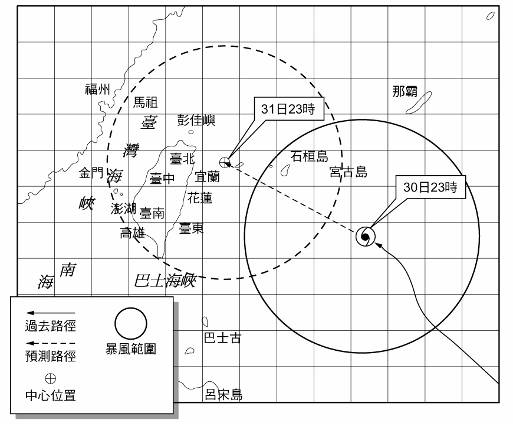 福州
那霸
馬祖
31日23時
彭佳嶼
臺
灣
海
峽
臺北
石垣島
金門
臺中
宜蘭
宮古島
30日23時
花蓮
澎湖
臺南
高雄
臺東
南
海
巴士海峽
過去路徑
預測路徑
中心位置
暴風範圍
巴士古
呂宋島